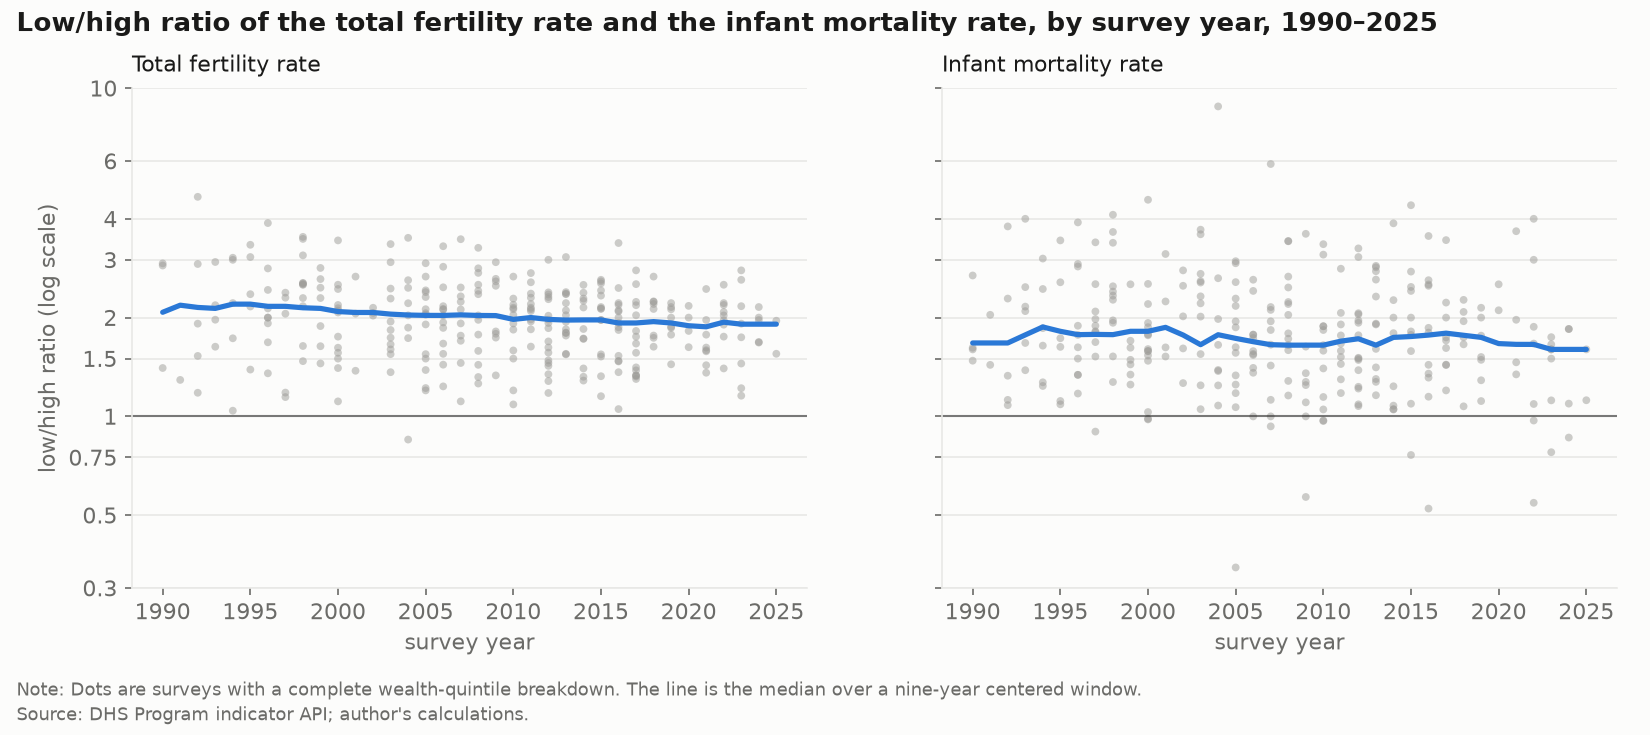 Low/high ratio of the total fertility rate and the infant mortality rate, by survey year, 1990–2025
Total fertility rate
Infant mortality rate
low/high ratio (log scale)
10
6
4
3
2
1.5
1
0.75
0.5
0.3
1990 1995 2000 2005 2010 2015 2020 2025
1990 1995 2000 2005 2010 2015 2020 2025
survey year
survey year
Note: Dots are surveys with a complete wealth-quintile breakdown. The line is the median over a nine-year centered window.
Source: DHS Program indicator API; author's calculations.